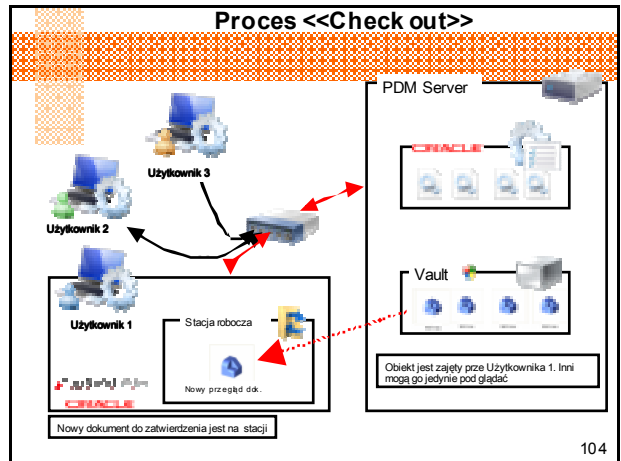 Proces <<Check out>>
PDM Server
ORACLE
Użytkownik 3
Użytkownik 2
Vault
Użytkownik 1
Stacja robocza
Nowy przegląd dok.
ORACLE
Obiekt jest zajęty prze Użytkownika 1. Inni
mogą go jedynie pod glądać
Nowy dokument do zatwierdzenia jest na stacji
104